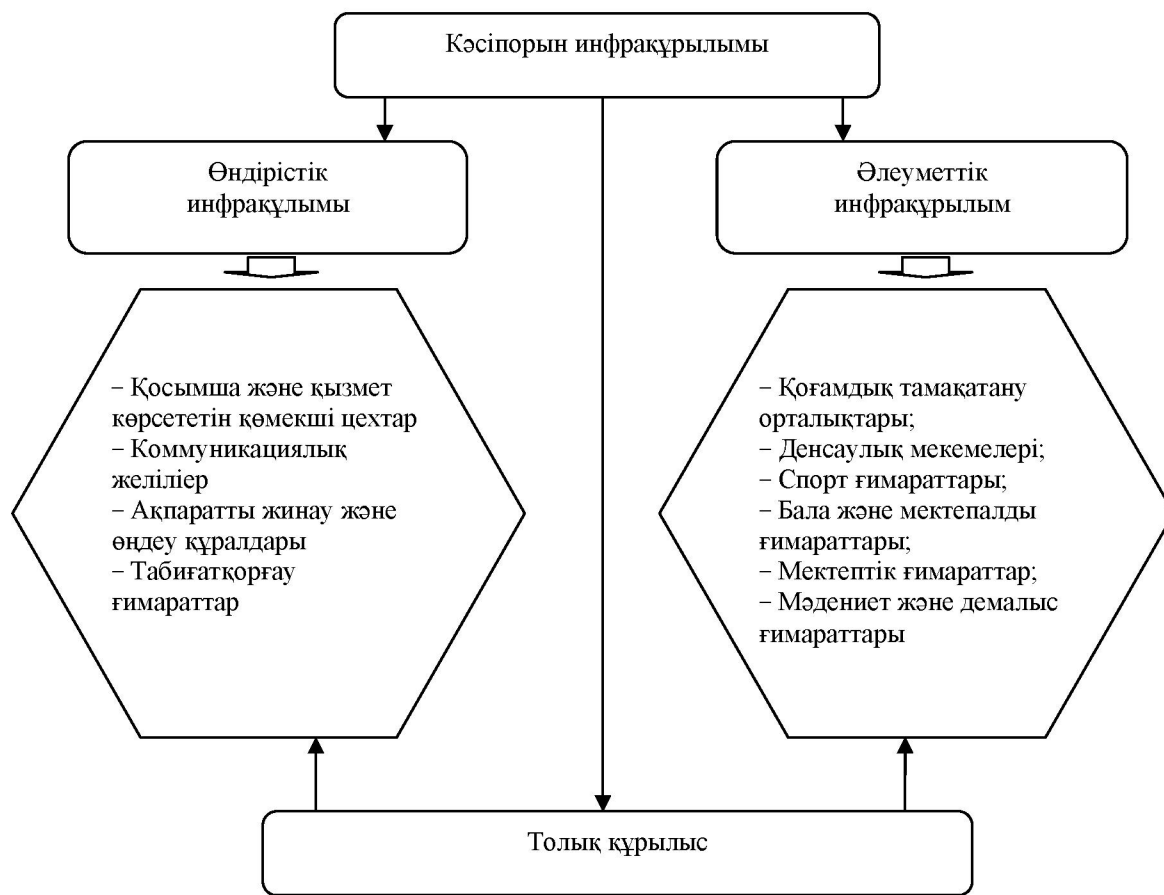 Кәсіпорын инфрақұрылымы
Өндірістік
инфрақұлымы
Әлеуметтік
инфрақұрылым
− Қосымша және қызмет
көрсететін қөмекші цехтар
− Коммуникациялық
желіліер
− Ақпаратты жинау және
өңдеу құралдары
− Табиғатқорғау
ғимараттар
− Қоғамдық тамақатану
орталықтары;
− Денсаулық мекемелері;
− Спорт ғимараттары;
− Бала және мектепалды
ғимараттары;
− Мектептік ғимараттар;
− Мәдениет және демалыс
ғимараттары
Толық құрылыс